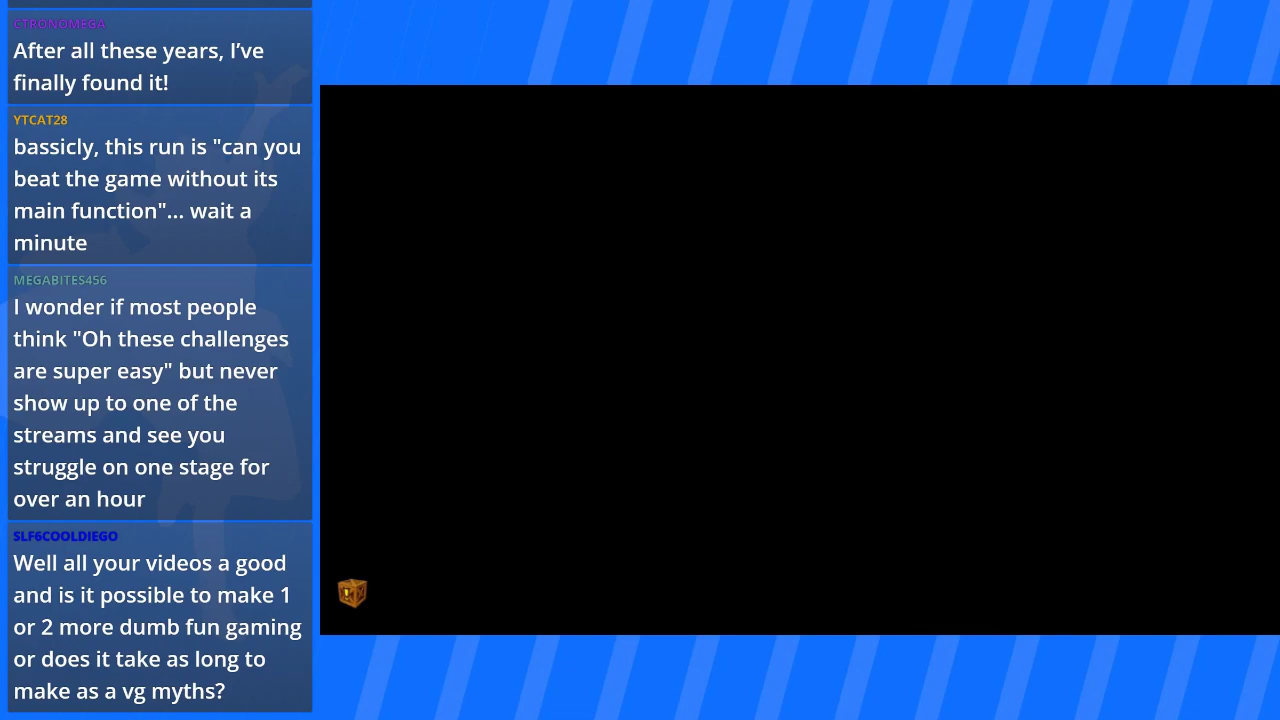 CTRONOMEGA
After all these years, I’ve
finally found it!
YTCAT28
bassicly, this run is "can you
beat the game without its
main function"... wait a
minute
MEGABITES456
I wonder if most people
think "Oh these challenges
are super easy" but never
show up to one of the
streams and see you
struggle on one stage for
over an hour
SLF6COOLDIEGO
Well all your videos a good
and is it possible to make 1
or 2 more dumb fun gaming
or does it take as long to
make as a vg myths?